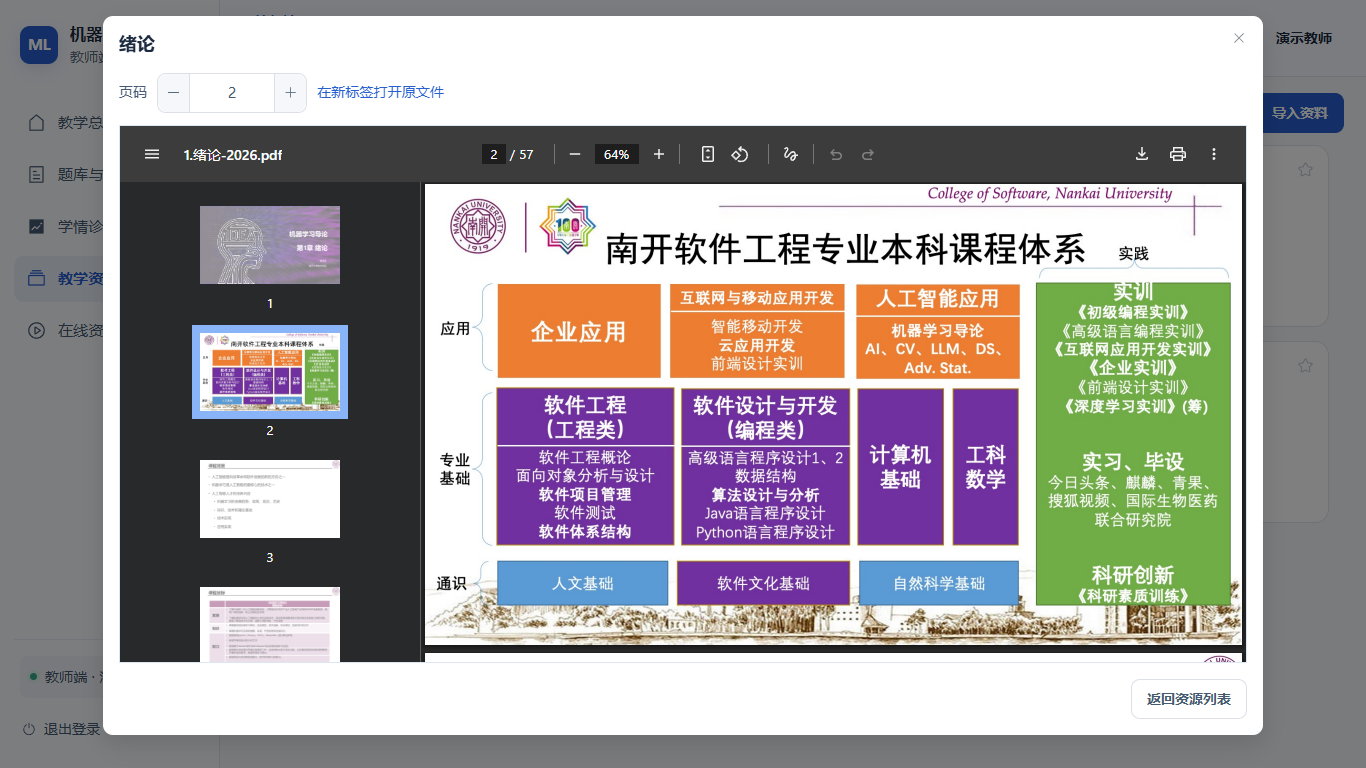 ML
机器
教师端
教学总
题库与
学情诊
教学资
在线资
教师端 ·
退出登录
演示教师
导入资料
绪论
页码
2
在新标签打开原文件
1.绪论-2026.pdf
2 / 57
64%
机器学习导论
第1章 绪论
1
2
3
College of Software, Nankai University
NANKAI UNIVERSITY
南開
1919
100
南开软件工程专业本科课程体系
实践
应用
企业应用
互联网与移动应用开发
智能移动开发
云应用开发
前端设计实训
人工智能应用
机器学习导论
AI、CV、LLM、DS、
Adv. Stat.
专业
基础
软件工程
（工程类）
软件工程概论
面向对象分析与设计
软件项目管理
软件测试
软件体系结构
软件设计与开发
（编程类）
高级语言程序设计1、2
数据结构
算法设计与分析
Java语言程序设计
Python语言程序设计
计算机
基础
工科
数学
通识
人文基础
软件文化基础
自然科学基础
实训
《初级编程实训》
《高级语言编程实训》
《互联网应用开发实训》
《企业实训》
《前端设计实训》
《深度学习实训》(筹)
实习、毕设
今日头条、麒麟、青果、
搜狐视频、国际生物医药
联合研究院
科研创新
《科研素质训练》
返回资源列表